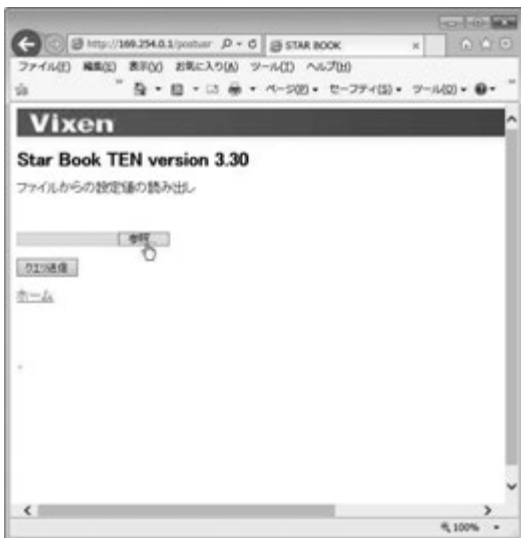 http://169.254.0.1/postusr
STAR BOOK
ファイル(F) 編集(E) 表示(V) お気に入り(A) ツール(T) ヘルプ(H)
ページ(P) セーフティ(S) ツール(O)
Vixen
Star Book TEN version 3.30
ファイルからの設定値の読み出し
参照...
クエリ送信
ホーム
100%